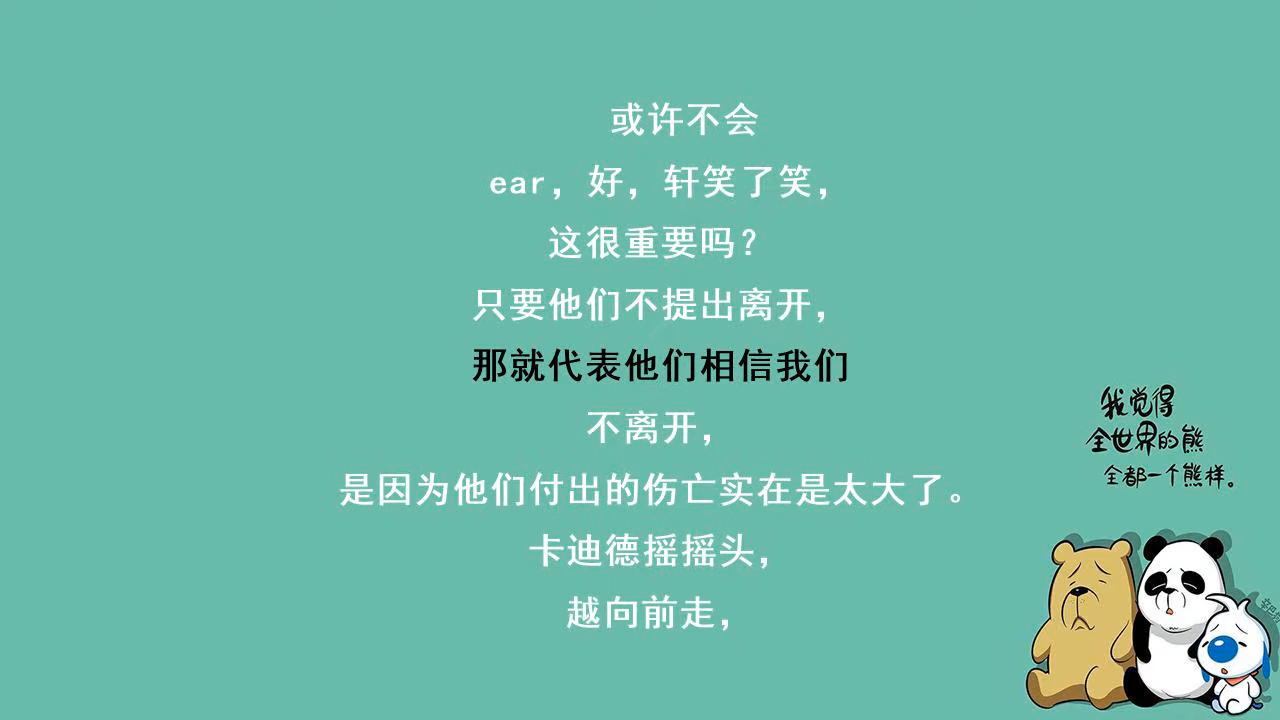 或许不会
ear，好，轩笑了笑，
这很重要吗？
只要他们不提出离开，
那就代表他们相信我们
不离开，
是因为他们付出的伤亡实在是太大了。
卡迪德摇摇头，
越向前走，
我觉得
全世界的熊
全都一个熊样。